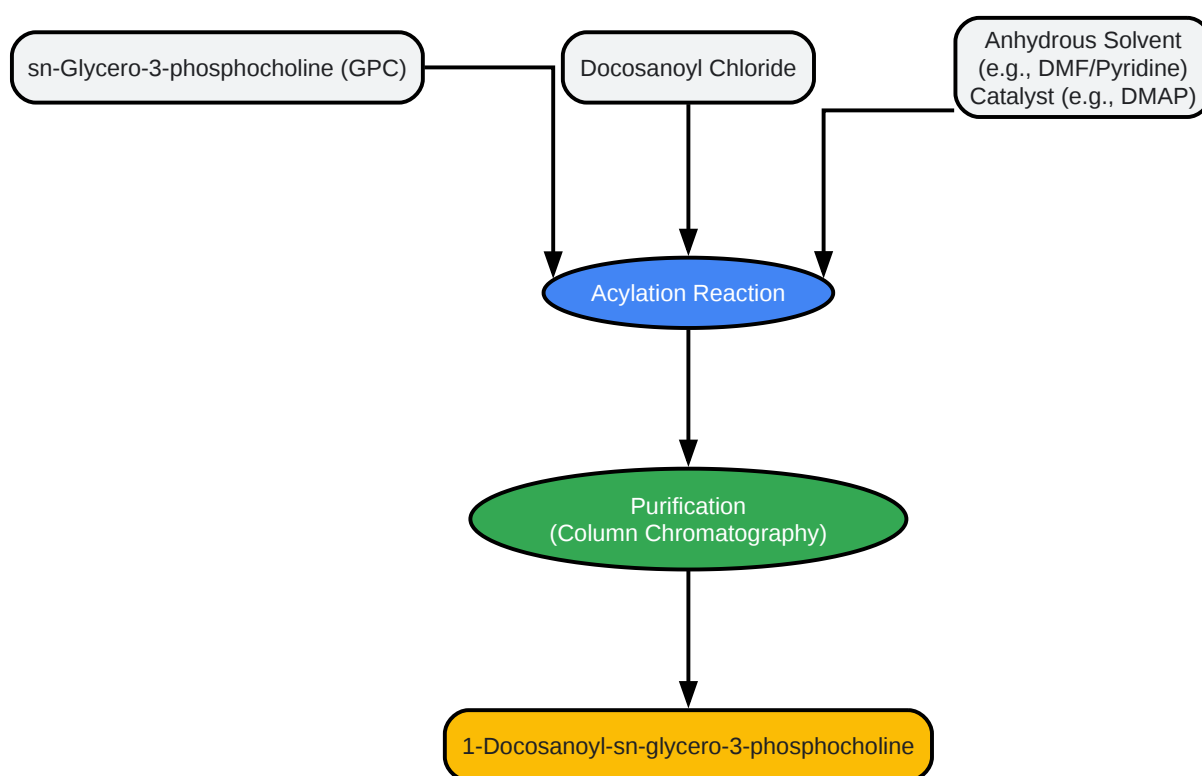 sn-Glycero-3-phosphocholine (GPC)
Docosanoyl Chloride
Anhydrous Solvent
(e.g., DMF/Pyridine)
Catalyst (e.g., DMAP)
Acylation Reaction
Purification
(Column Chromatography)
1-Docosanoyl-sn-glycero-3-phosphocholine